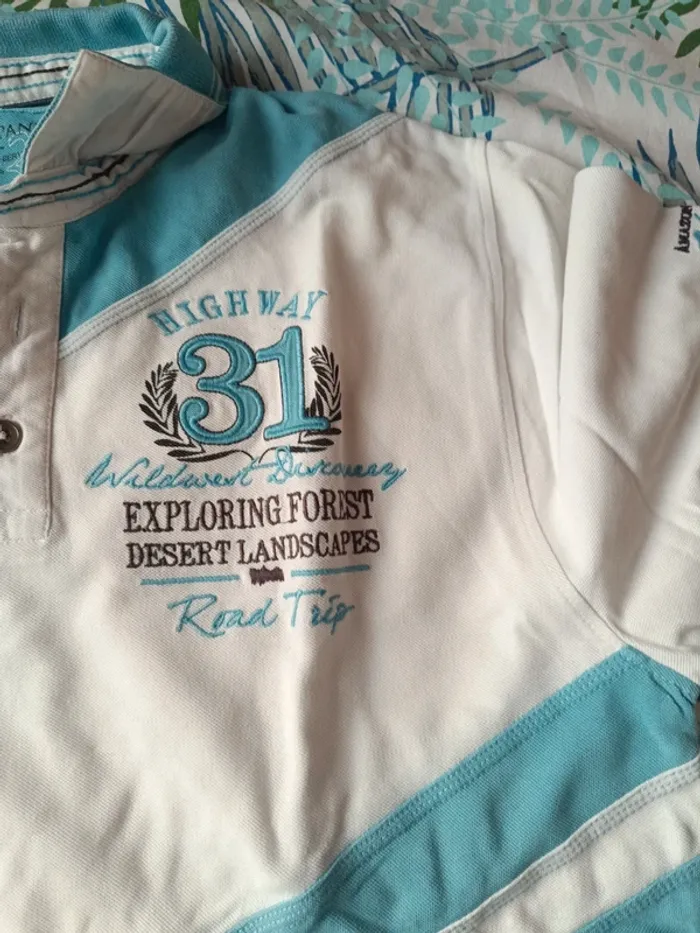 HIGHWAY
31
Wildwest Discovery
EXPLORING FOREST
DESERT LANDSCAPES
Road Trip